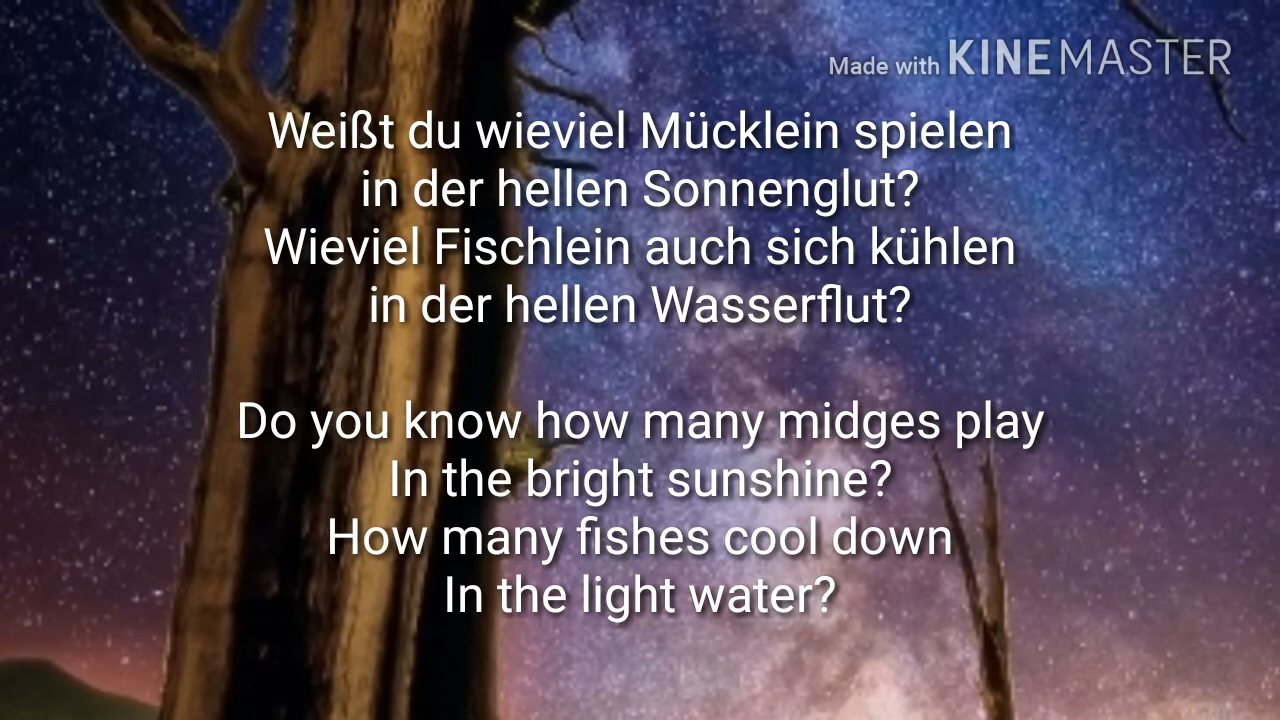 Made with KINEMASTER
Weißt du wieviel Mücklein spielen
in der hellen Sonnenglut?
Wieviel Fischlein auch sich kühlen
in der hellen Wasserflut?
Do you know how many midges play
In the bright sunshine?
How many fishes cool down
In the light water?